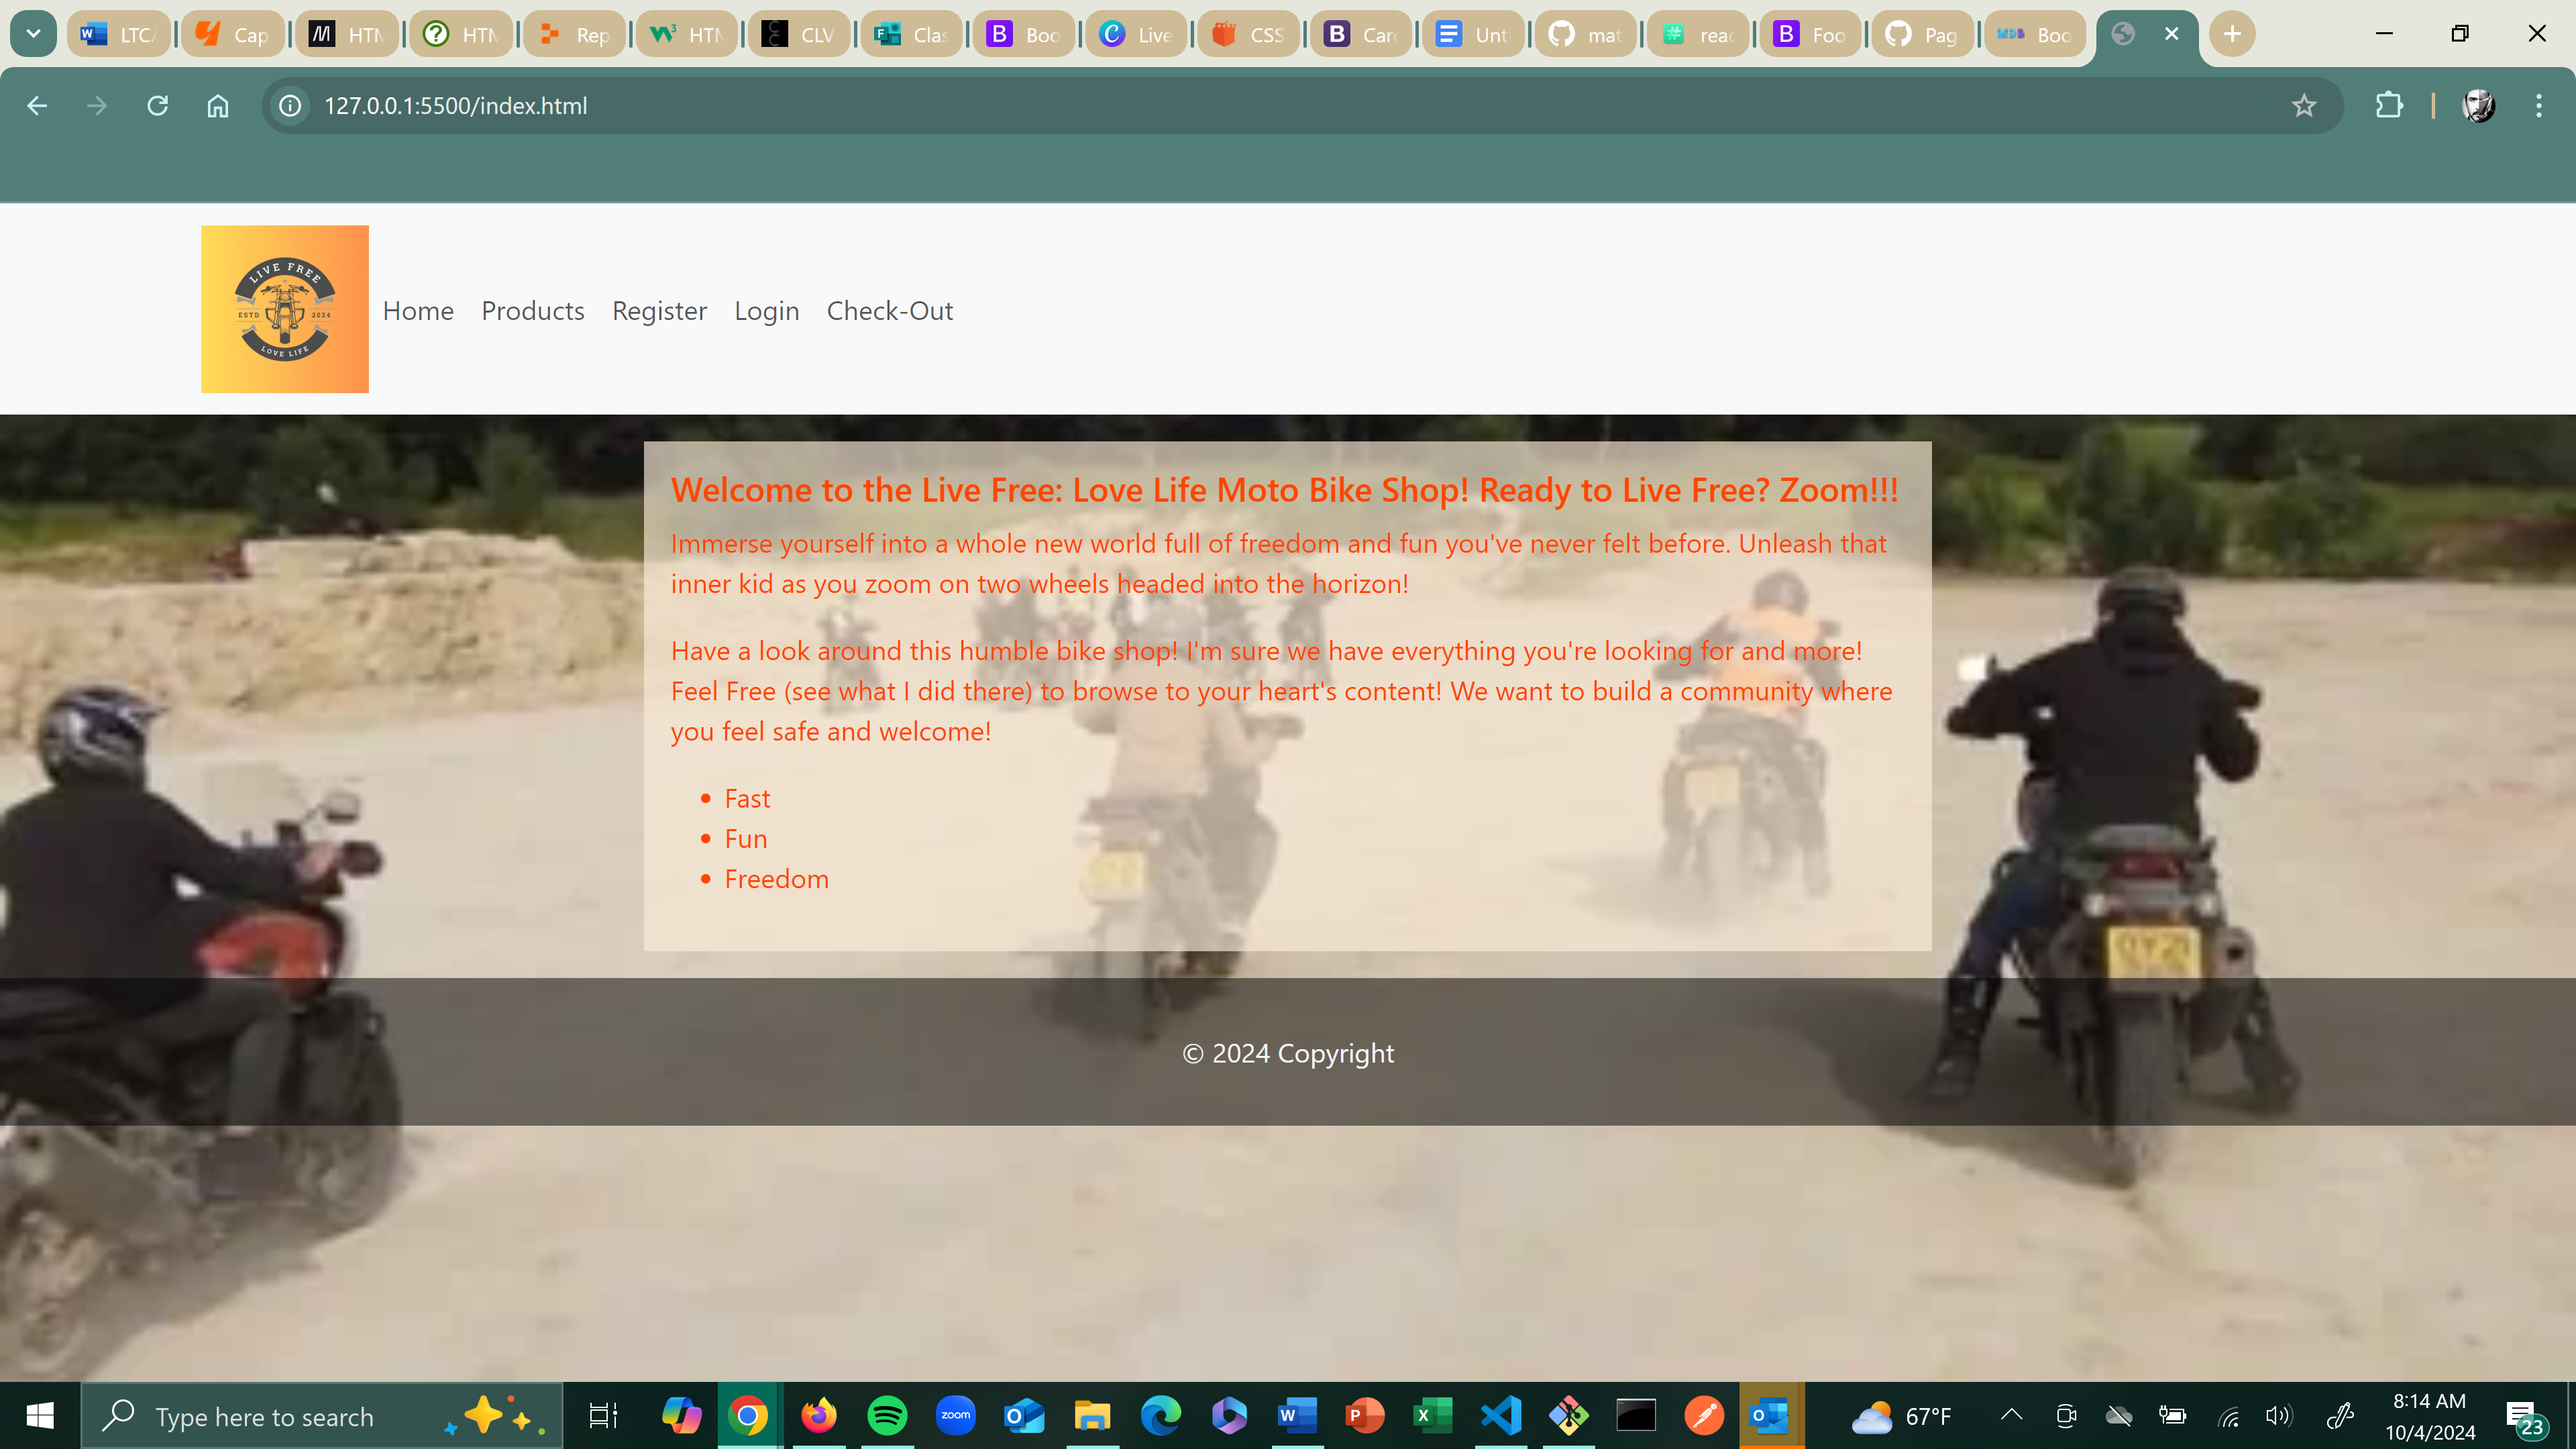 LTC
Cap
HTM
HTM
Rep
HTM
CLV
Clas
Boo
Live
CSS
Car
Unt
mat
reac
Foo
Pag
MDB
Boo
127.0.0.1:5500/index.html
LIVE FREE
ESTD
2024
LOVE LIFE
Home Products Register Login Check-Out
Welcome to the Live Free: Love Life Moto Bike Shop! Ready to Live Free? Zoom!!!
Immerse yourself into a whole new world full of freedom and fun you've never felt before. Unleash that
inner kid as you zoom on two wheels headed into the horizon!
Have a look around this humble bike shop! I'm sure we have everything you're looking for and more!
Feel Free (see what I did there) to browse to your heart's content! We want to build a community where
you feel safe and welcome!
• Fast
• Fun
• Freedom
© 2024 Copyright
Type here to search
zoom
67°F
8:14 AM
10/4/2024
23